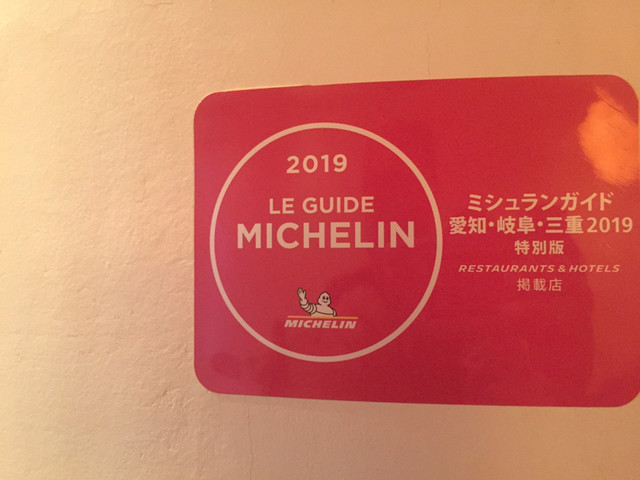 2019
LE GUIDE
MICHELIN
MICHELIN
ミシュランガイド
愛知・岐阜・三重2019
特別版
RESTAURANTS & HOTELS
掲載店